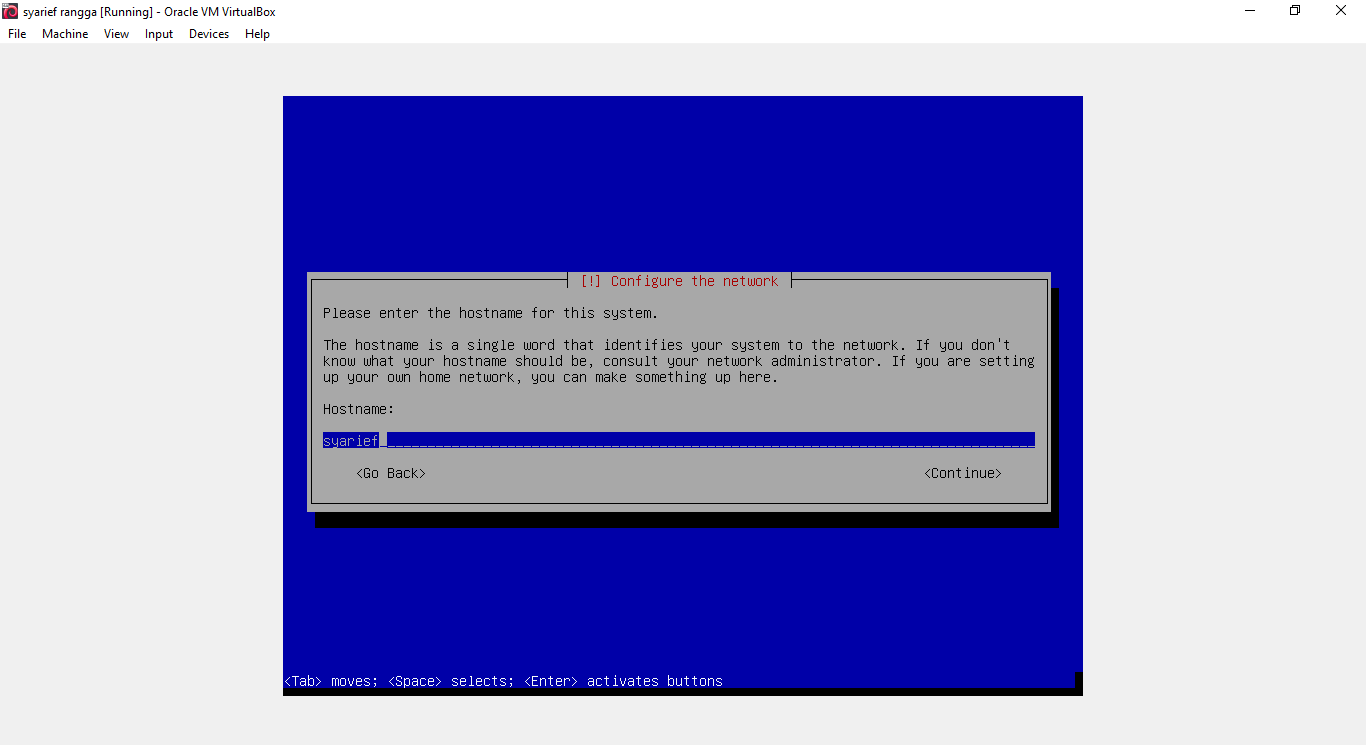 syarief rangga [Running] - Oracle VM VirtualBox
File Machine View Input Devices Help
[!] Configure the network
Please enter the hostname for this system.
The hostname is a single word that identifies your system to the network. If you don't
know what your hostname should be, consult your network administrator. If you are setting
up your own home network, you can make something up here.
Hostname:
syarief
<Go Back> <Continue>
<Tab> moves; <Space> selects; <Enter> activates buttons